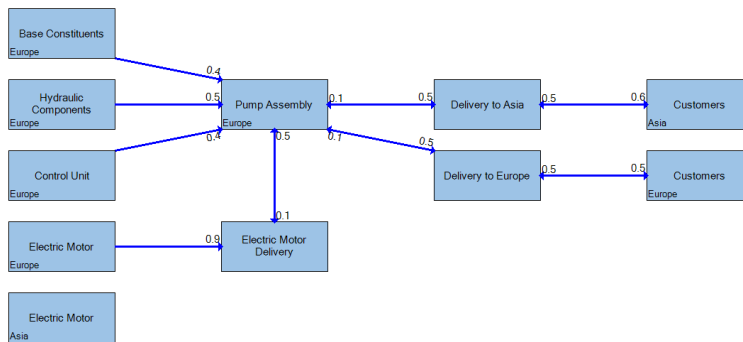 Base Constituents
Europe
0.4
Hydraulic
Components
Europe
0.5
Pump Assembly
Europe
0.1
0.5
Delivery to Asia
0.5
0.6
Customers
Asia
Control Unit
Europe
0.4
0.5
0.1
0.5
Delivery to Europe
0.5
0.5
Customers
Europe
Electric Motor
Europe
0.9
0.1
Electric Motor
Delivery
Electric Motor
Asia